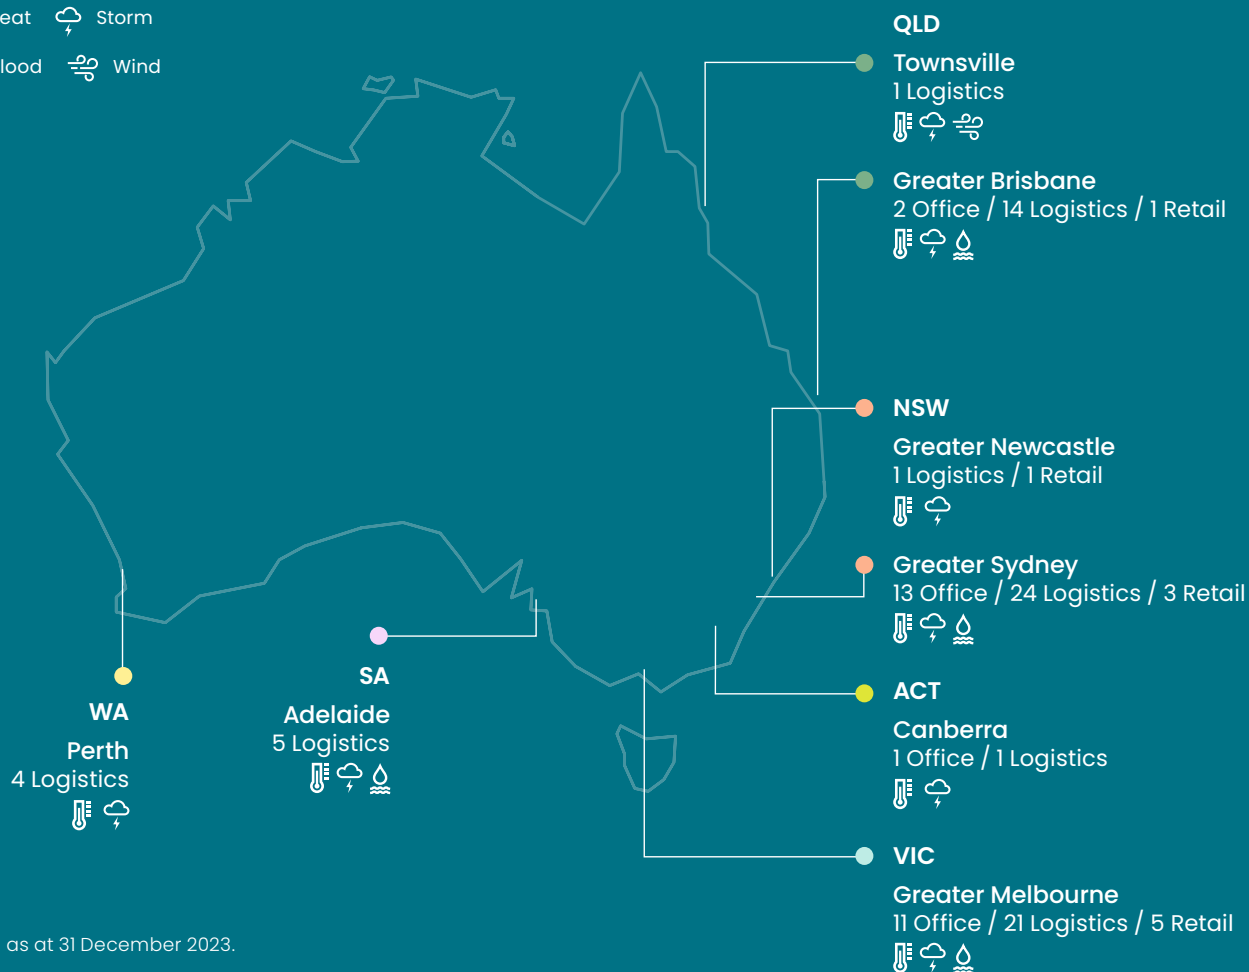 eat Storm
lood Wind
QLD
Townsville
1 Logistics
Greater Brisbane
2 Office / 14 Logistics / 1 Retail
NSW
Greater Newcastle
1 Logistics / 1 Retail
Greater Sydney
13 Office / 24 Logistics / 3 Retail
ACT
Canberra
1 Office / 1 Logistics
VIC
Greater Melbourne
11 Office / 21 Logistics / 5 Retail
SA
Adelaide
5 Logistics
WA
Perth
4 Logistics
as at 31 December 2023.